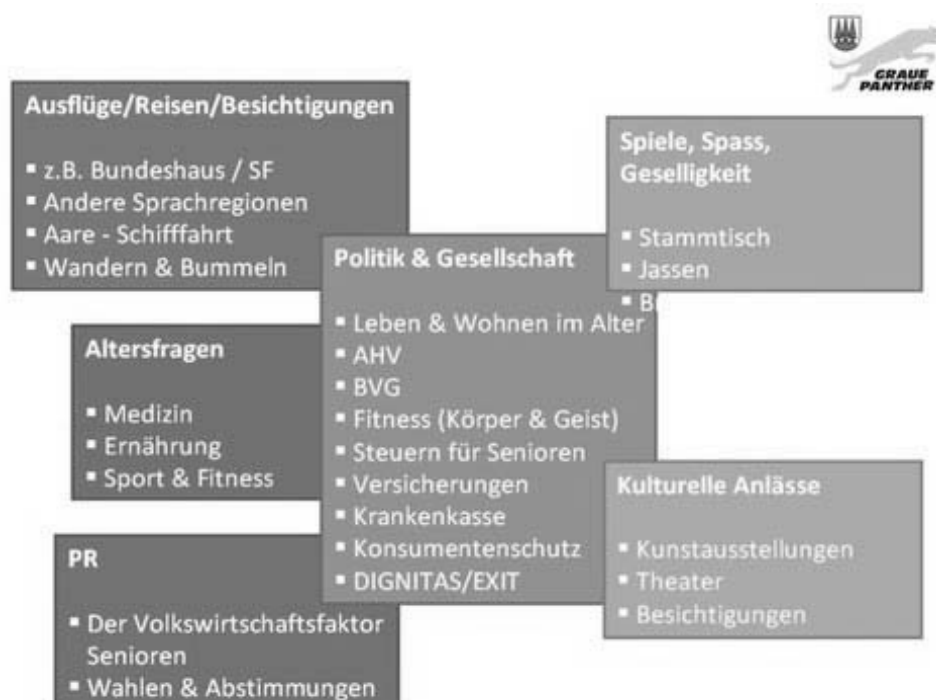 GRAUE
PANTHER
Ausflüge/Reisen/Besichtigungen
▪ z.B. Bundeshaus / SF
▪ Andere Sprachregionen
▪ Aare - Schifffahrt
▪ Wandern & Bummeln
Spiele, Spass,
Geselligkeit
▪ Stammtisch
▪ Jassen
Politik & Gesellschaft
▪ Leben & Wohnen im Alter
▪ AHV
▪ BVG
▪ Fitness (Körper & Geist)
▪ Steuern für Senioren
▪ Versicherungen
▪ Krankenkasse
▪ Konsumentenschutz
▪ DIGNITAS/EXIT
Altersfragen
▪ Medizin
▪ Ernährung
▪ Sport & Fitness
Kulturelle Anlässe
▪ Kunstausstellungen
▪ Theater
▪ Besichtigungen
PR
▪ Der Volkswirtschaftsfaktor
Senioren
▪ Wahlen & Abstimmungen